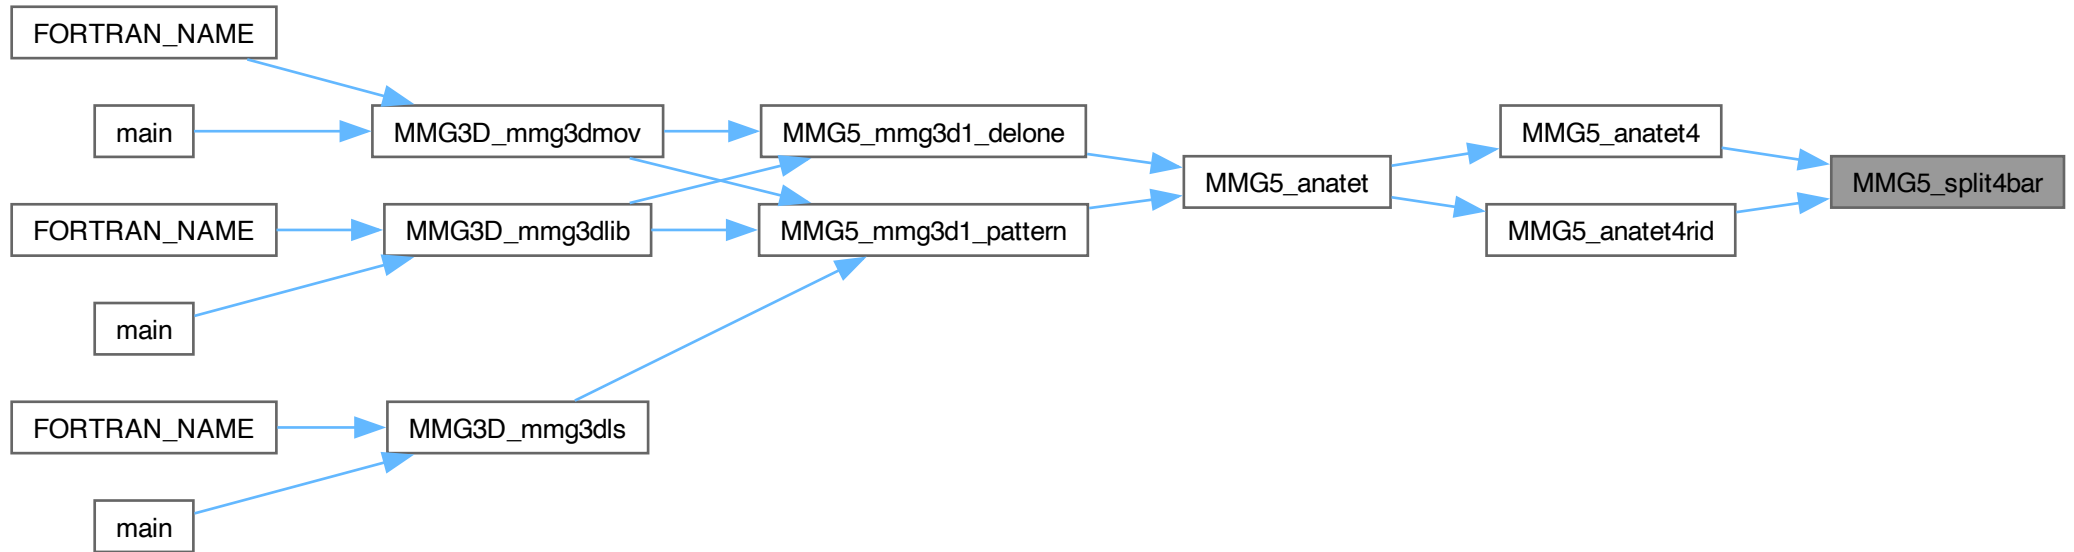 FORTRAN_NAME
main
MMG3D_mmg3dmov
MMG5_mmg3d1_delone
MMG5_anatet4
MMG5_anatet
MMG5_split4bar
FORTRAN_NAME
MMG3D_mmg3dlib
MMG5_mmg3d1_pattern
MMG5_anatet4rid
main
FORTRAN_NAME
MMG3D_mmg3dls
main